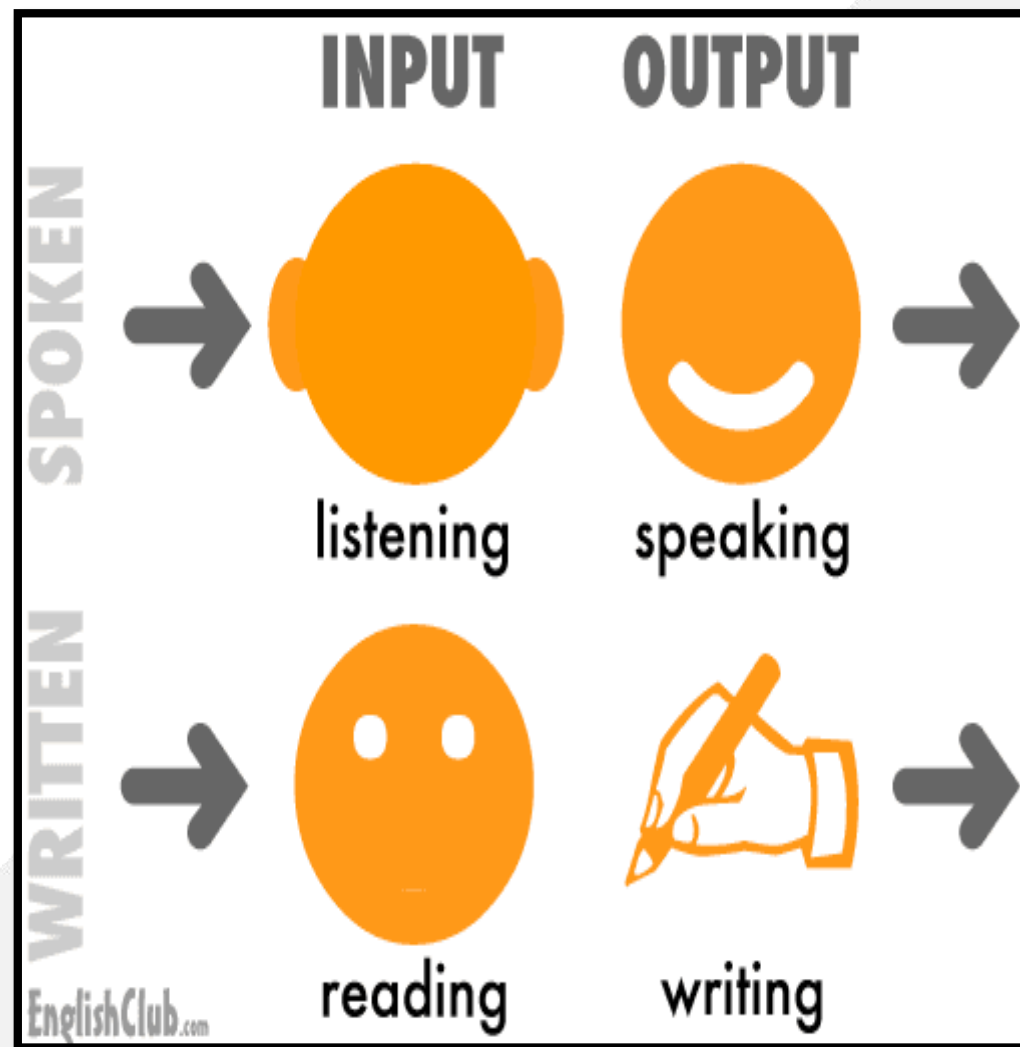 INPUT OUTPUT
SPOKEN
listening speaking
WRITTEN
reading writing
EnglishClub.com